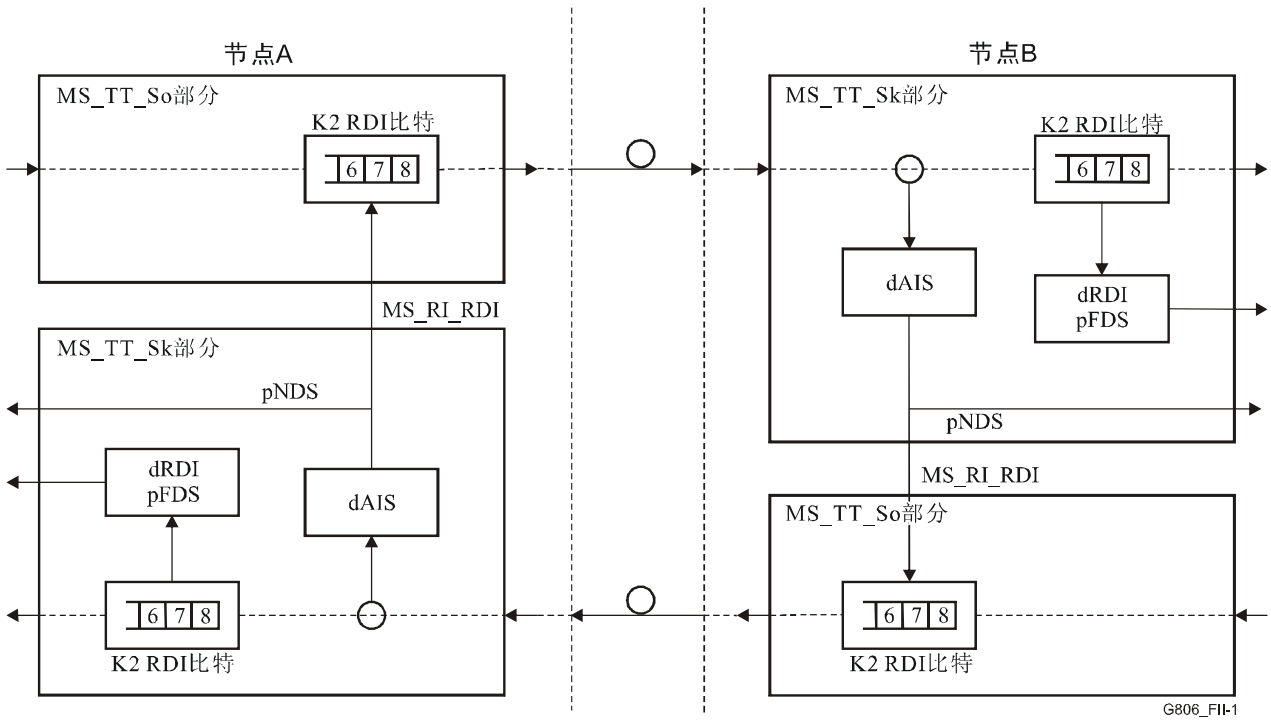 节点A
节点B
MS_TT_So部分
K2 RDI比特
6 7 8
MS_RI_RDI
MS_TT_Sk部分
pNDS
dRDI
pFDS
dAIS
6 7 8
K2 RDI比特
MS_TT_Sk部分
K2 RDI比特
6 7 8
dAIS
dRDI
pFDS
pNDS
MS_RI_RDI
MS_TT_So部分
6 7 8
K2 RDI比特
G806_FII-1